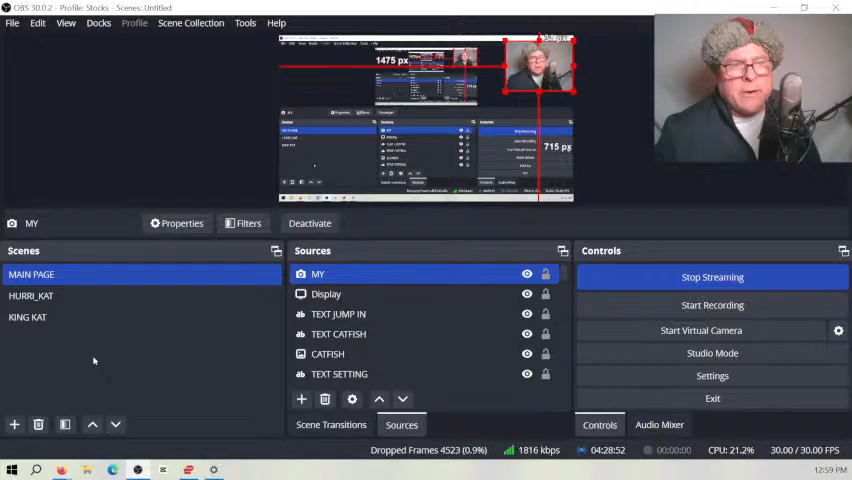 OBS 30.0.2 - Profile: Stocks - Scenes: Untitled
File Edit View Docks Profile Scene Collection Tools Help
1475 px
715 px
MY
Properties
Filters
Deactivate
Scenes
Sources
Controls
MAIN PAGE
HURRI_KAT
KING KAT
MY
Display
TEXT JUMP IN
TEXT CATFISH
CATFISH
TEXT SETTING
Stop Streaming
Start Recording
Start Virtual Camera
Studio Mode
Settings
Exit
Scene Transitions
Sources
Controls
Audio Mixer
Dropped Frames 4523 (0.9%)
1816 kbps
04:28:52
00:00:00
CPU: 21.2%
30.00 / 30.00 FPS
12:59 PM